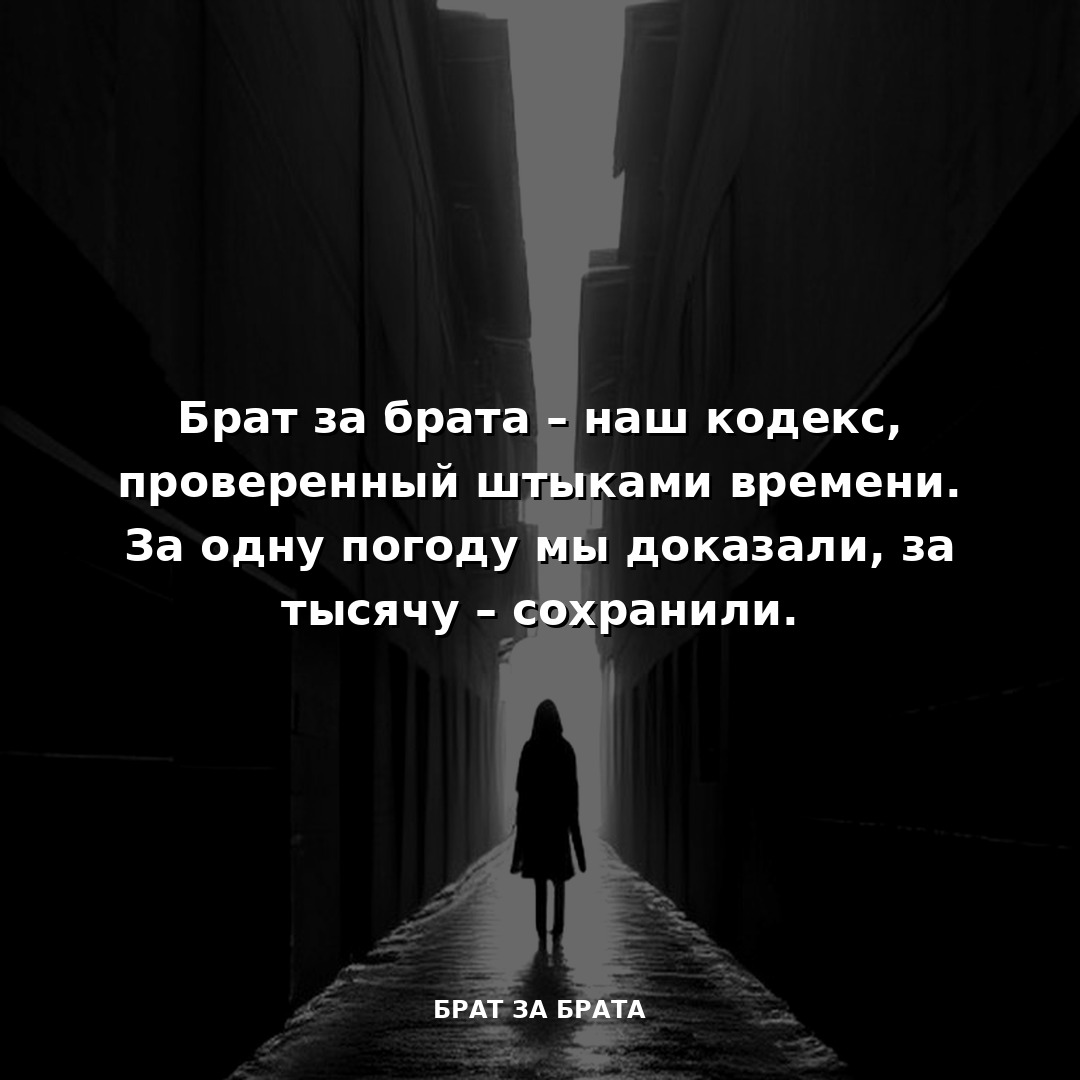 Брат за брата – наш кодекс,
проверенный штыками времени.
За одну погоду мы доказали, за
тысячу – сохранили.
БРАТ ЗА БРАТА